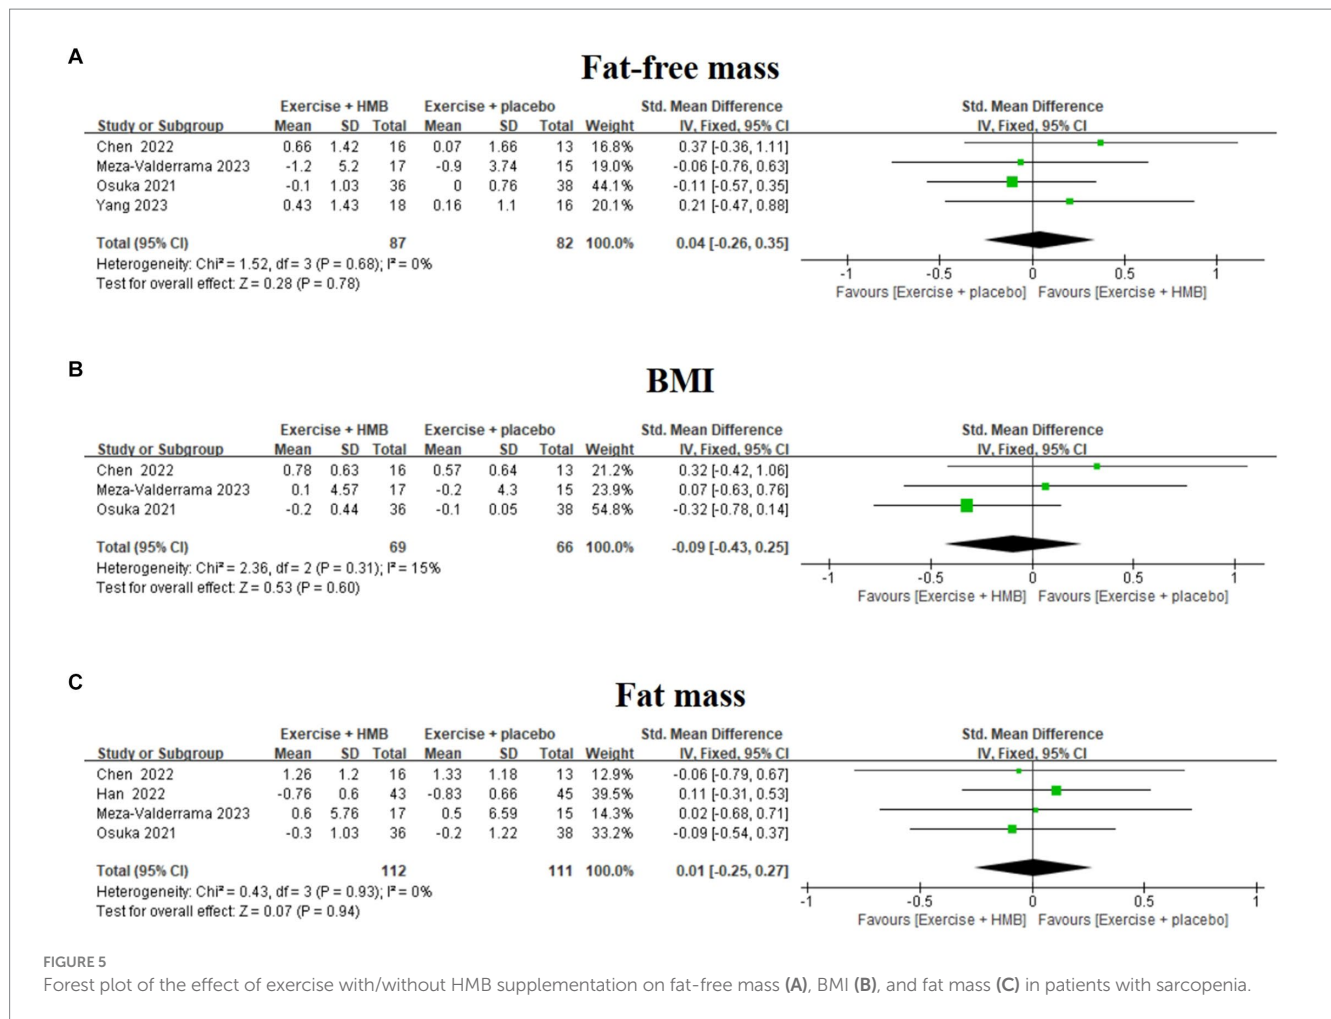 A
Fat-free mass
Exercise + HMB Exercise + placebo Std. Mean Difference Std. Mean Difference
Study or Subgroup Mean SD Total Mean SD Total Weight IV, Fixed, 95% CI IV, Fixed, 95% CI
Chen 2022 0.66 1.42 16 0.07 1.66 13 16.8% 0.37 [-0.36, 1.11]
Meza-Valderrama 2023 -1.2 5.2 17 -0.9 3.74 15 19.0% -0.06 [-0.76, 0.63]
Osuka 2021 -0.1 1.03 36 0 0.76 38 44.1% -0.11 [-0.57, 0.35]
Yang 2023 0.43 1.43 18 0.16 1.1 16 20.1% 0.21 [-0.47, 0.88]
Total (95% CI) 87 82 100.0% 0.04 [-0.26, 0.35]
Heterogeneity: Chi² = 1.52, df = 3 (P = 0.68); I² = 0%
Test for overall effect: Z = 0.28 (P = 0.78)
-1 -0.5 0 0.5 1
Favours [Exercise + placebo] Favours [Exercise + HMB]
B
BMI
Exercise + HMB Exercise + placebo Std. Mean Difference Std. Mean Difference
Study or Subgroup Mean SD Total Mean SD Total Weight IV, Fixed, 95% CI IV, Fixed, 95% CI
Chen 2022 0.78 0.63 16 0.57 0.64 13 21.2% 0.32 [-0.42, 1.06]
Meza-Valderrama 2023 0.1 4.57 17 -0.2 4.3 15 23.9% 0.07 [-0.63, 0.76]
Osuka 2021 -0.2 0.44 36 -0.1 0.05 38 54.8% -0.32 [-0.78, 0.14]
Total (95% CI) 69 66 100.0% -0.09 [-0.43, 0.25]
Heterogeneity: Chi² = 2.36, df = 2 (P = 0.31); I² = 15%
Test for overall effect: Z = 0.53 (P = 0.60)
-1 -0.5 0 0.5 1
Favours [Exercise + HMB] Favours [Exercise + placebo]
C
Fat mass
Exercise + HMB Exercise + placebo Std. Mean Difference Std. Mean Difference
Study or Subgroup Mean SD Total Mean SD Total Weight IV, Fixed, 95% CI IV, Fixed, 95% CI
Chen 2022 1.26 1.2 16 1.33 1.18 13 12.9% -0.06 [-0.79, 0.67]
Han 2022 -0.76 0.6 43 -0.83 0.66 45 39.5% 0.11 [-0.31, 0.53]
Meza-Valderrama 2023 0.6 5.76 17 0.5 6.59 15 14.3% 0.02 [-0.68, 0.71]
Osuka 2021 -0.3 1.03 36 -0.2 1.22 38 33.2% -0.09 [-0.54, 0.37]
Total (95% CI) 112 111 100.0% 0.01 [-0.25, 0.27]
Heterogeneity: Chi² = 0.43, df = 3 (P = 0.93); I² = 0%
Test for overall effect: Z = 0.07 (P = 0.94)
-1 -0.5 0 0.5 1
Favours [Exercise + HMB] Favours [Exercise + placebo]
FIGURE 5
Forest plot of the effect of exercise with/without HMB supplementation on fat-free mass (A), BMI (B), and fat mass (C) in patients with sarcopenia.